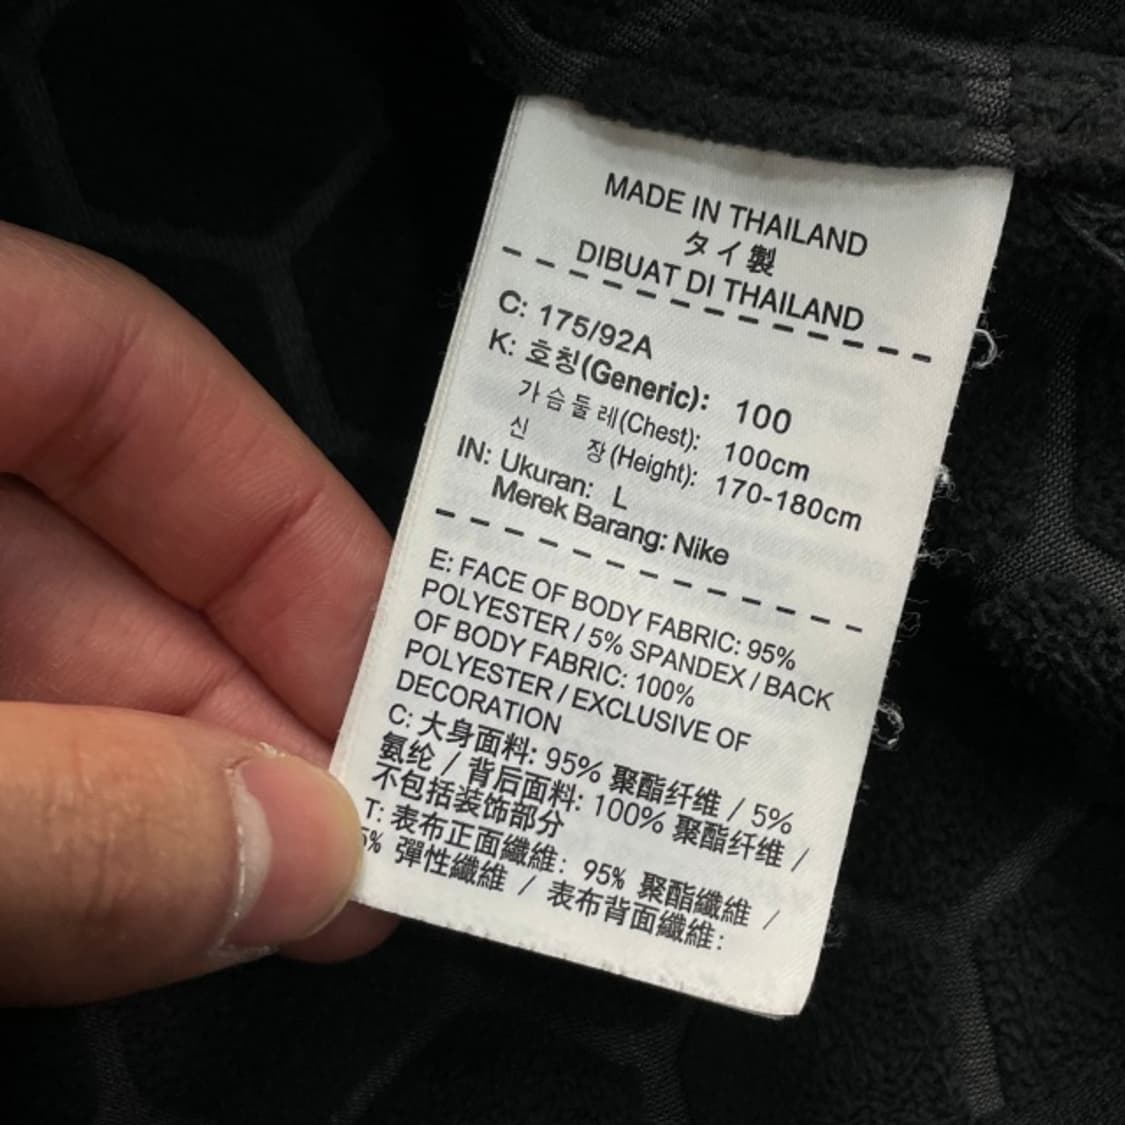 MADE IN THAILAND
タイ製
DIBUAT DI THAILAND
C: 175/92A
K: 호칭(Generic): 100
가슴둘레(Chest): 100cm
신 장(Height): 170-180cm
IN: Ukuran: L
Merek Barang: Nike
E: FACE OF BODY FABRIC: 95%
POLYESTER / 5% SPANDEX / BACK
OF BODY FABRIC: 100%
POLYESTER / EXCLUSIVE OF
DECORATION
C: 大身面料: 95% 聚酯纤维 / 5%
氨纶 / 背后面料: 100% 聚酯纤维 /
不包括装饰部分
T: 表布正面纖維: 95% 聚酯纖維 /
5% 彈性纖維 / 表布背面纖維: